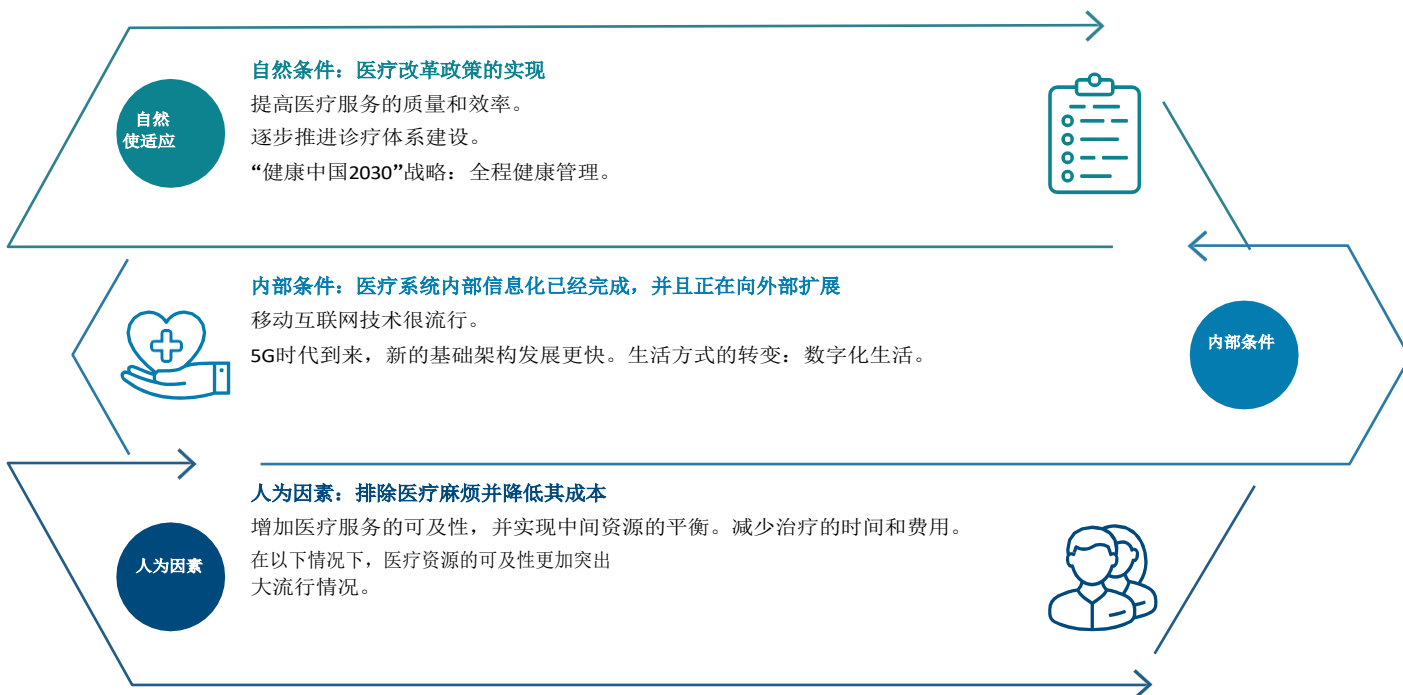 自然条件：医疗改革政策的实现
提高医疗服务的质量和效率。
自然
使适应
逐步推进诊疗体系建设。
“健康中国2030”战略：全程健康管理。
内部条件：医疗系统内部信息化已经完成，并且正在向外部扩展
移动互联网技术很流行。
5G时代到来，新的基础架构发展更快。生活方式的转变：数字化生活。
内部条件
人为因素：排除医疗麻烦并降低其成本
增加医疗服务的可及性，并实现中间资源的平衡。减少治疗的时间和费用。
人为因素
在以下情况下，医疗资源的可及性更加突出
大流行情况。